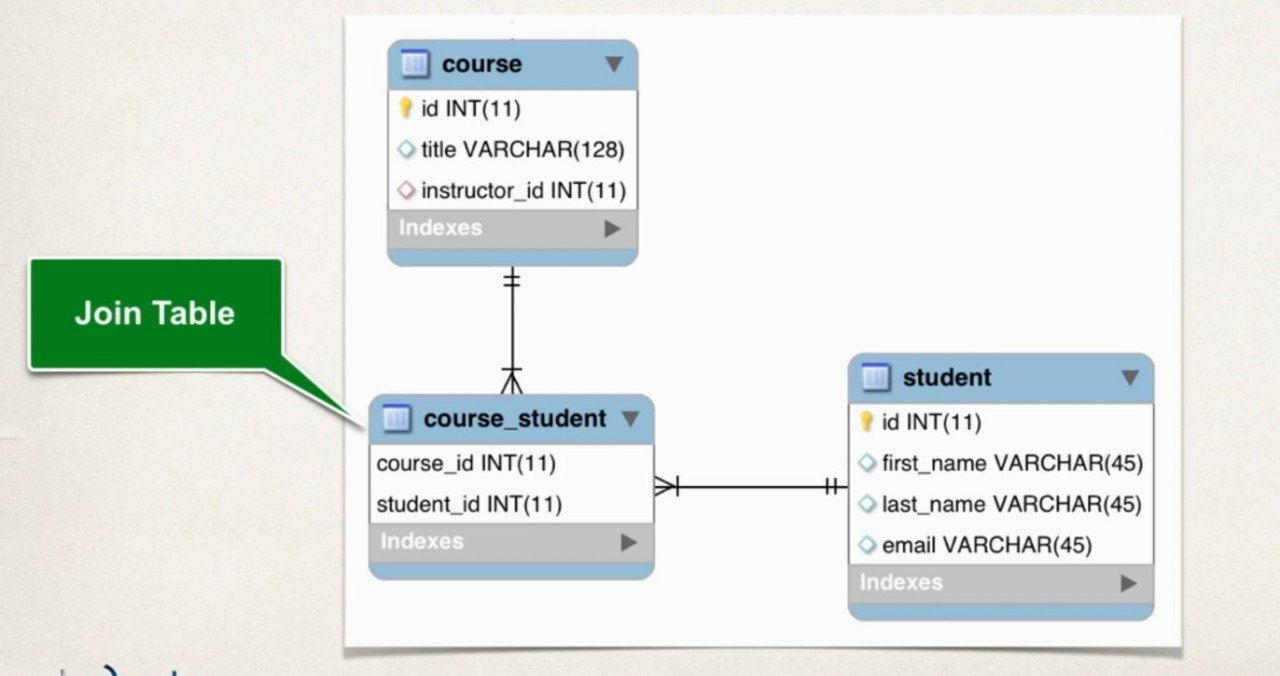 course
id INT(11)
title VARCHAR(128)
instructor_id INT(11)
Indexes
Join Table
course_student
course_id INT(11)
student_id INT(11)
Indexes
student
id INT(11)
first_name VARCHAR(45)
last_name VARCHAR(45)
email VARCHAR(45)
Indexes